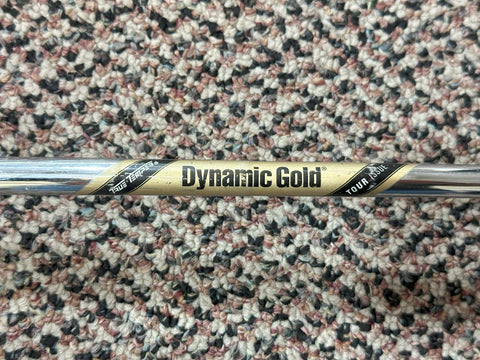 True Temper®
Dynamic Gold®
TOUR ISSUE